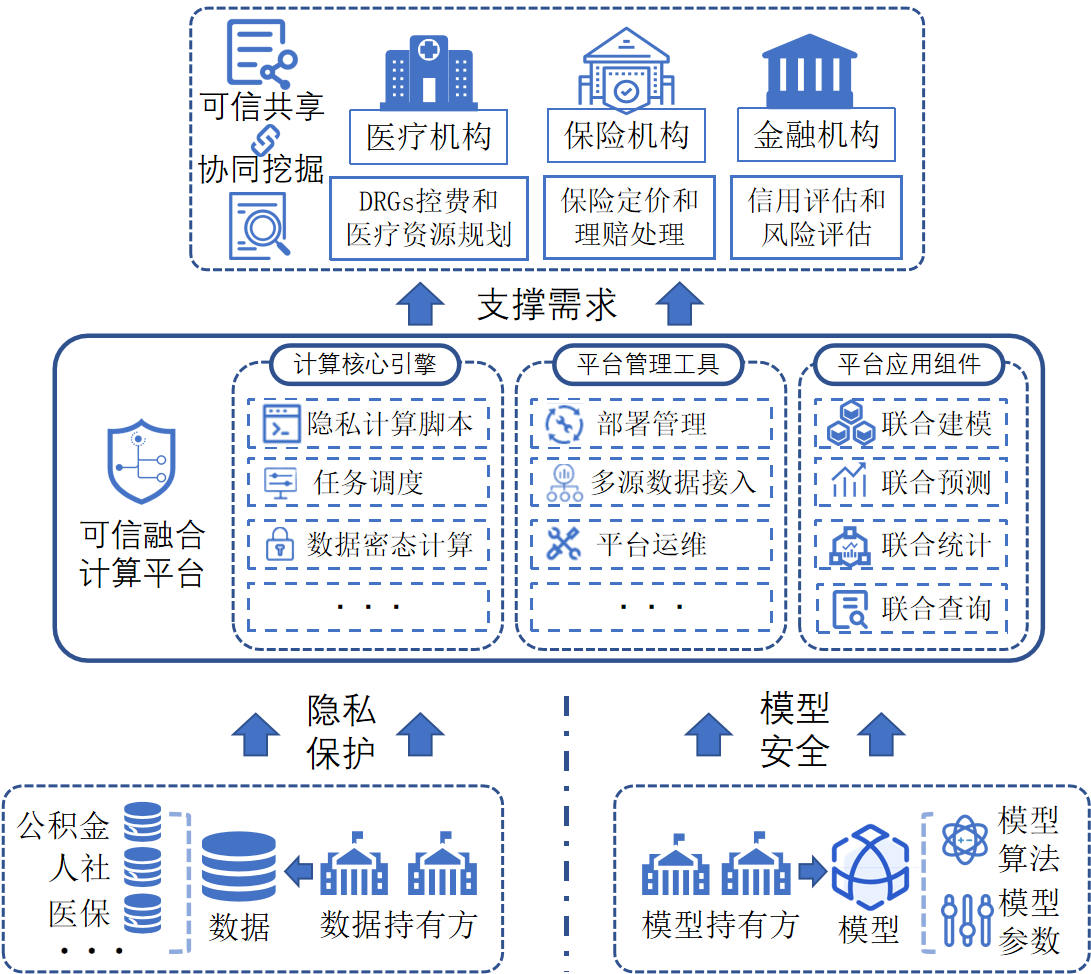 可信共享
协同挖掘
医疗机构
保险机构
金融机构
DRGs控费和
医疗资源规划
保险定价和
理赔处理
信用评估和
风险评估
支撑需求
可信融合
计算平台
计算核心引擎
隐私计算脚本
任务调度
数据密态计算
···
平台管理工具
部署管理
多源数据接入
平台运维
···
平台应用组件
联合建模
联合预测
联合统计
联合查询
隐私
保护
模型
安全
公积金
人社
医保
···
数据
数据持有方
模型持有方
模型
模型
算法
模型
参数